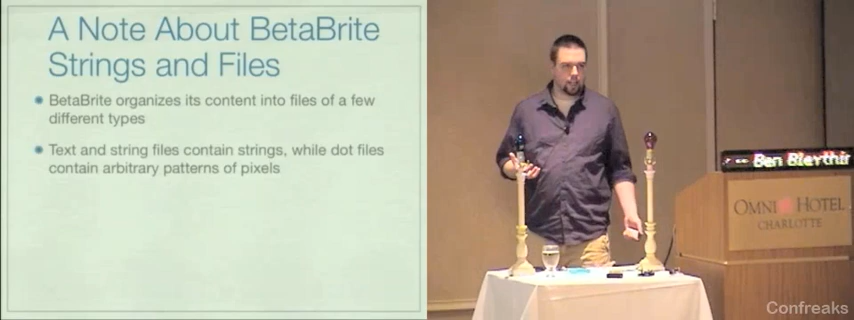 A Note About BetaBrite
Strings and Files
BetaBrite organizes its content into files of a few
different types
Text and string files contain strings, while dot files
contain arbitrary patterns of pixels
OMNI HOTEL
CHARLOTTE
Confreaks